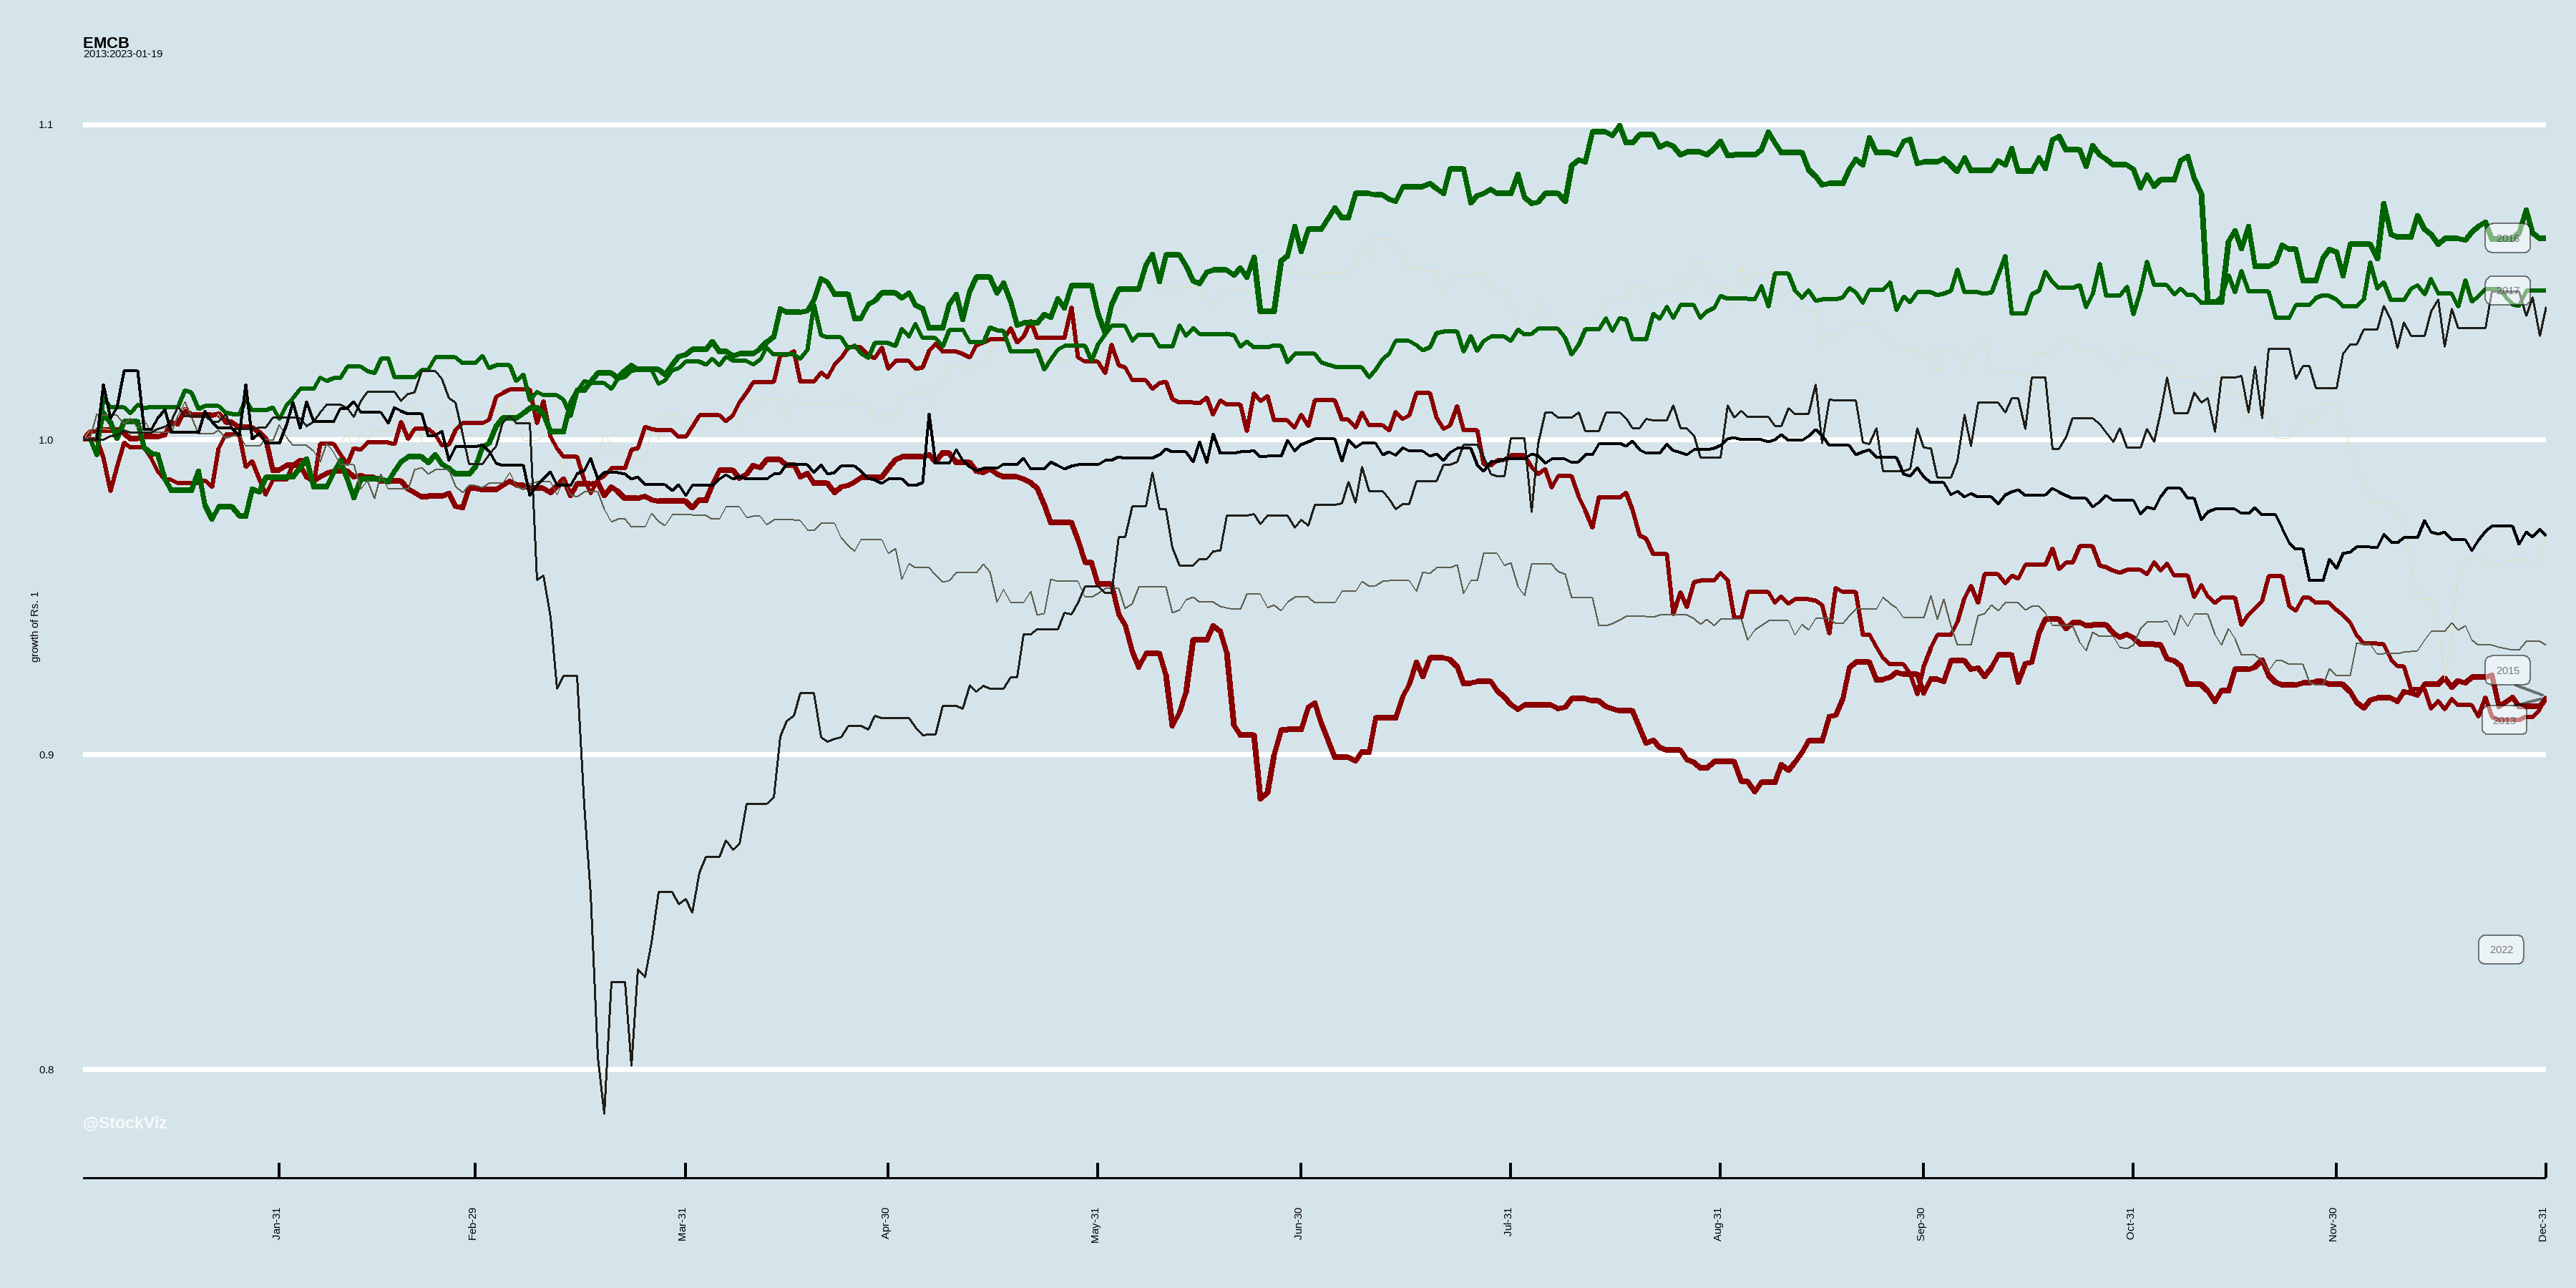 EMCB
2013:2023-01-19
1.1
1.0
0.9
0.8
growth of Rs. 1
2016
2017
2015
2013
2022
@StockViz
Jan-31
Feb-29
Mar-31
Apr-30
May-31
Jun-30
Jul-31
Aug-31
Sep-30
Oct-31
Nov-30
Dec-31